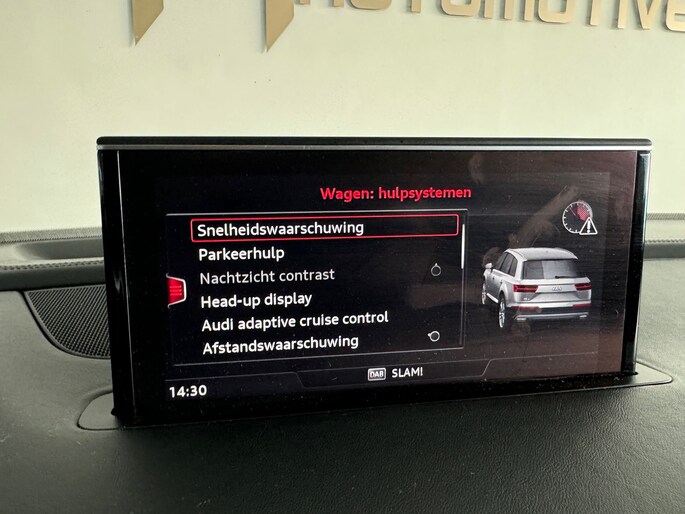 Wagen: hulpsystemen
Snelheidswaarschuwing
Parkeerhulp
Nachtzicht contrast
Head-up display
Audi adaptive cruise control
Afstandswaarschuwing
DAB SLAM!
14:30